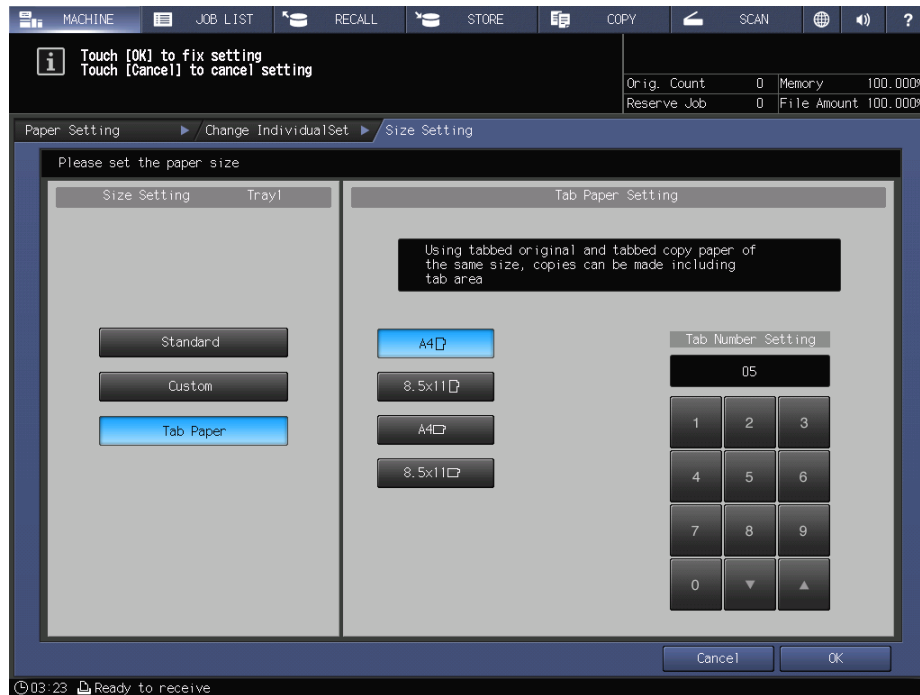 MACHINE JOB LIST RECALL STORE COPY SCAN ?
Touch [OK] to fix setting
Touch [Cancel] to cancel setting
Orig. Count 0 Memory 100.000%
Reserve Job 0 File Amount 100.000%
Paper Setting Change IndividualSet Size Setting
Please set the paper size
Size Setting Tray1
Tab Paper Setting
Using tabbed original and tabbed copy paper of
the same size, copies can be made including
tab area
Standard
Custom
Tab Paper
A4
8.5x11
A4
8.5x11
Tab Number Setting
05
1 2 3
4 5 6
7 8 9
0 ▼ ▲
Cancel OK
03:23 Ready to receive